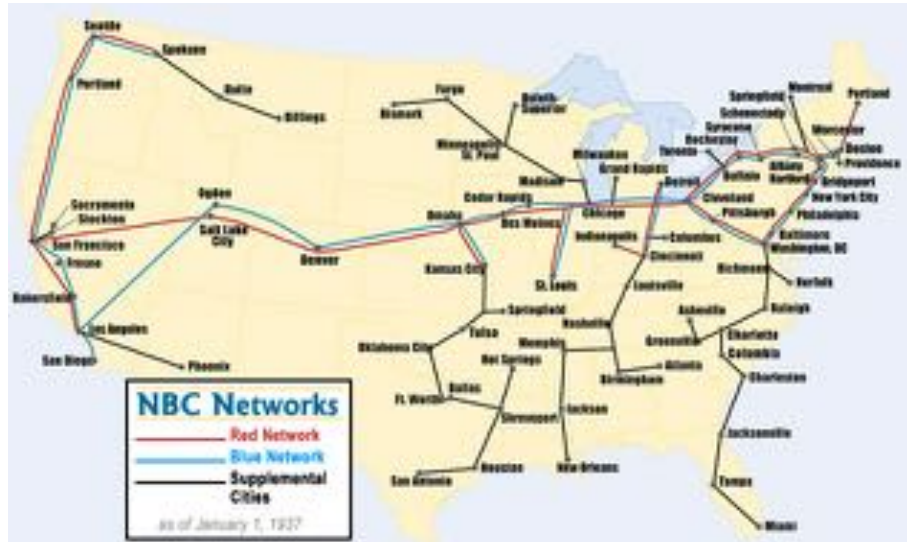 Seattle
Spokane
Portland
Butte
Billings
Fargo
Bismark
Duluth-
Superior
Minneapolis
St. Paul
Milwaukee
Grand Rapids
Madison
Detroit
Montreal
Springfield
Portland
Schenectady
Syracuse
Worcester
Rochester
Boston
Toronto
Providence
Buffalo
Albany
Hartford
Bridgeport
New York City
Cleveland
Pittsburgh
Philadelphia
Baltimore
Washington, DC
Sacramento
Stockton
San Francisco
Fresno
Ogden
Salt Lake
City
Denver
Omaha
Cedar Rapids
Des Moines
Chicago
Indianapolis
Columbus
Cincinnati
Kansas City
St. Louis
Louisville
Richmond
Norfolk
Bakersfield
Los Angeles
San Diego
Phoenix
Springfield
Tulsa
Oklahoma City
Hot Springs
Nashville
Memphis
Asheville
Raleigh
Greenville
Charlotte
Columbia
Birmingham
Atlanta
Charleston
Dallas
Ft. Worth
Shreveport
Jackson
Jacksonville
San Antonio
Houston
New Orleans
Tampa
Miami
NBC Networks
Red Network
Blue Network
Supplemental
Cities
as of January 1, 1937